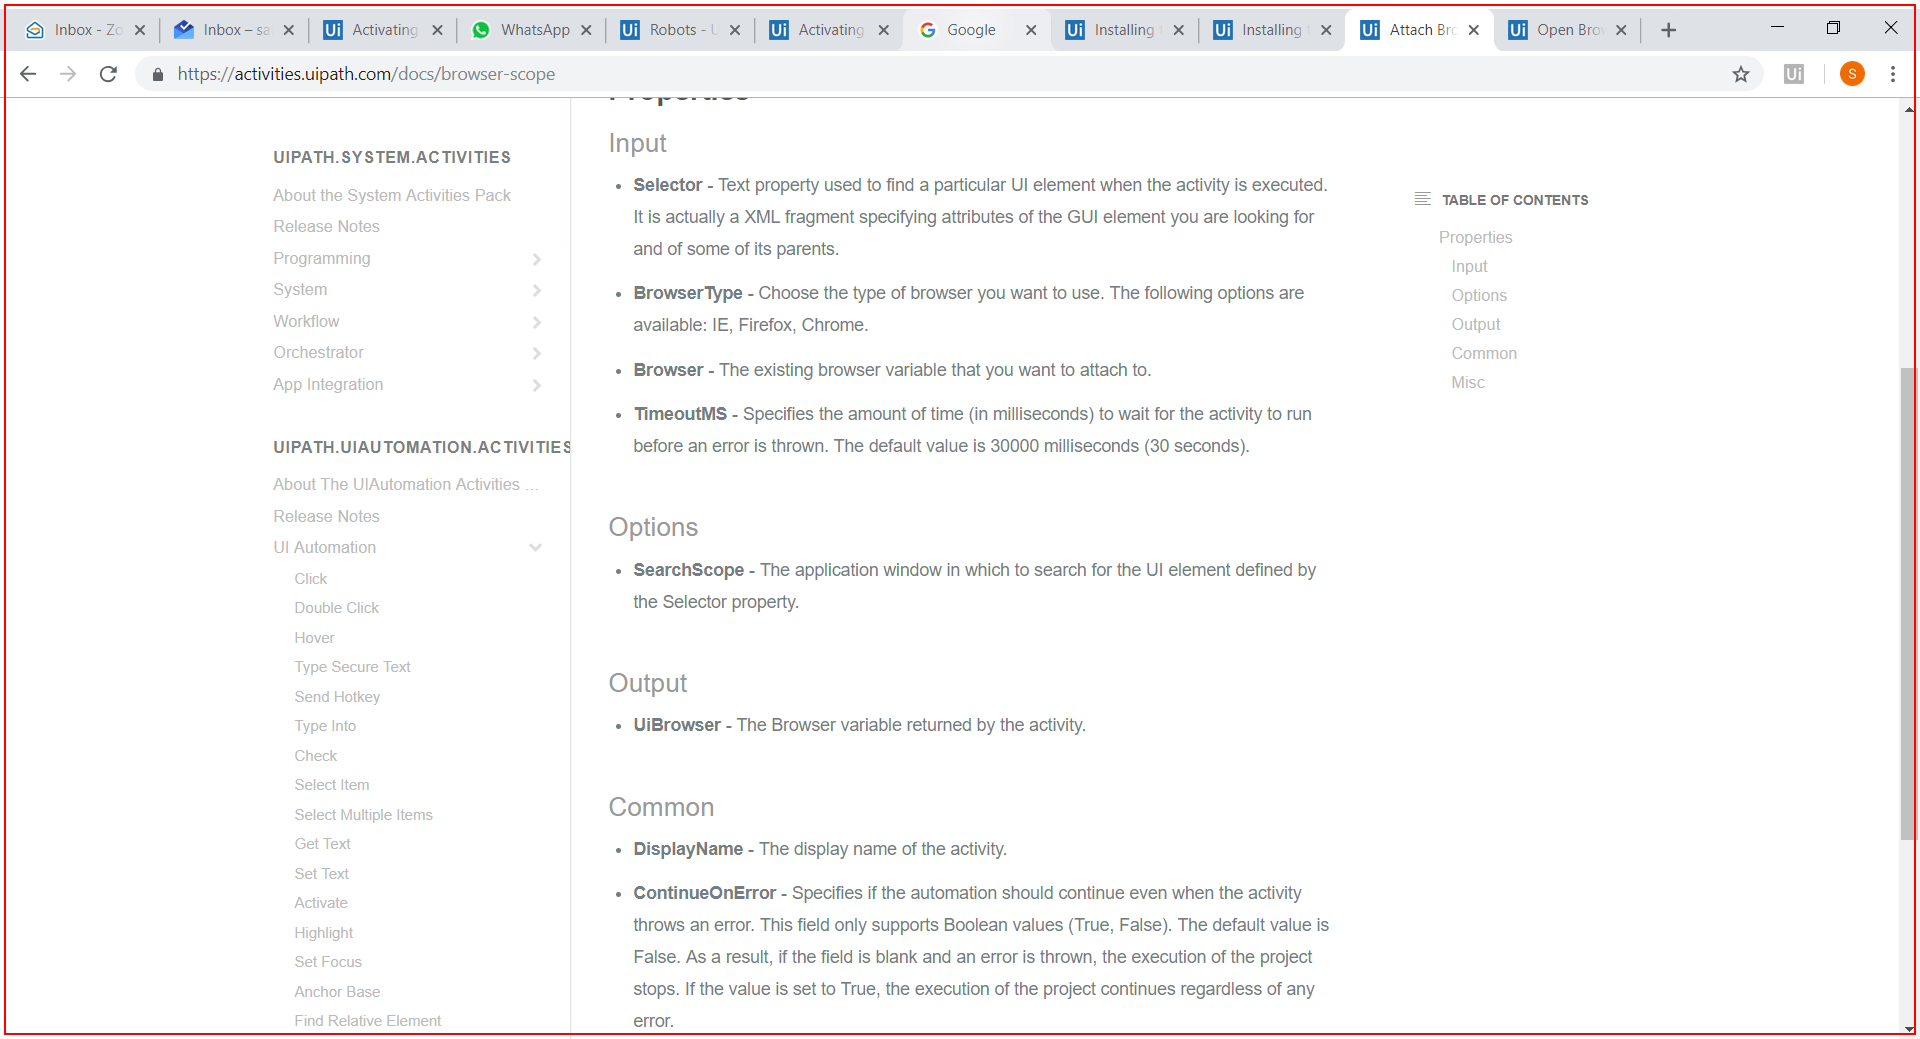 Inbox - Zo
Inbox – sa
Activating
WhatsApp
Robots - U
Activating
Google
Installing
Installing
Attach Bro
Open Brow
https://activities.uipath.com/docs/browser-scope
S
UIPATH.SYSTEM.ACTIVITIES
About the System Activities Pack
Release Notes
Programming
System
Workflow
Orchestrator
App Integration
UIPATH.UIAUTOMATION.ACTIVITIES
About The UIAutomation Activities ...
Release Notes
UI Automation
Click
Double Click
Hover
Type Secure Text
Send Hotkey
Type Into
Check
Select Item
Select Multiple Items
Get Text
Set Text
Activate
Highlight
Set Focus
Anchor Base
Find Relative Element
Properties
Input
Selector - Text property used to find a particular UI element when the activity is executed.
It is actually a XML fragment specifying attributes of the GUI element you are looking for
and of some of its parents.
BrowserType - Choose the type of browser you want to use. The following options are
available: IE, Firefox, Chrome.
Browser - The existing browser variable that you want to attach to.
TimeoutMS - Specifies the amount of time (in milliseconds) to wait for the activity to run
before an error is thrown. The default value is 30000 milliseconds (30 seconds).
Options
SearchScope - The application window in which to search for the UI element defined by
the Selector property.
Output
UiBrowser - The Browser variable returned by the activity.
Common
DisplayName - The display name of the activity.
ContinueOnError - Specifies if the automation should continue even when the activity
throws an error. This field only supports Boolean values (True, False). The default value is
False. As a result, if the field is blank and an error is thrown, the execution of the project
stops. If the value is set to True, the execution of the project continues regardless of any
error.
TABLE OF CONTENTS
Properties
Input
Options
Output
Common
Misc